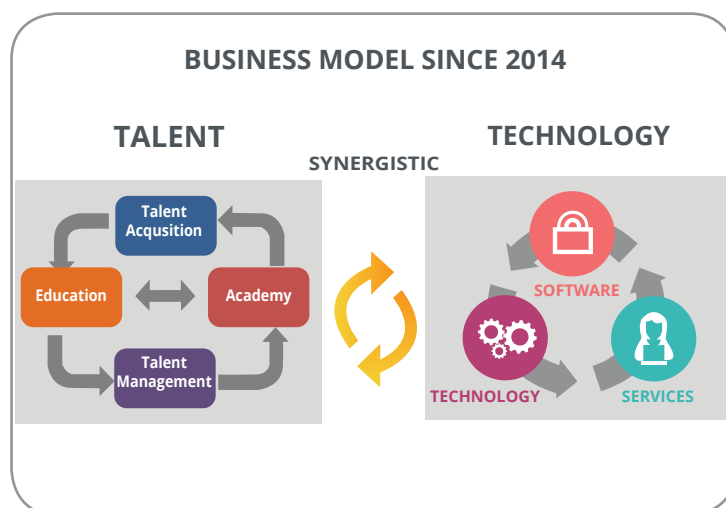 BUSINESS MODEL SINCE 2014
TALENT
TECHNOLOGY
SYNERGISTIC
Talent
Acqusition
Education
Academy
Talent
Management
SOFTWARE
TECHNOLOGY
SERVICES